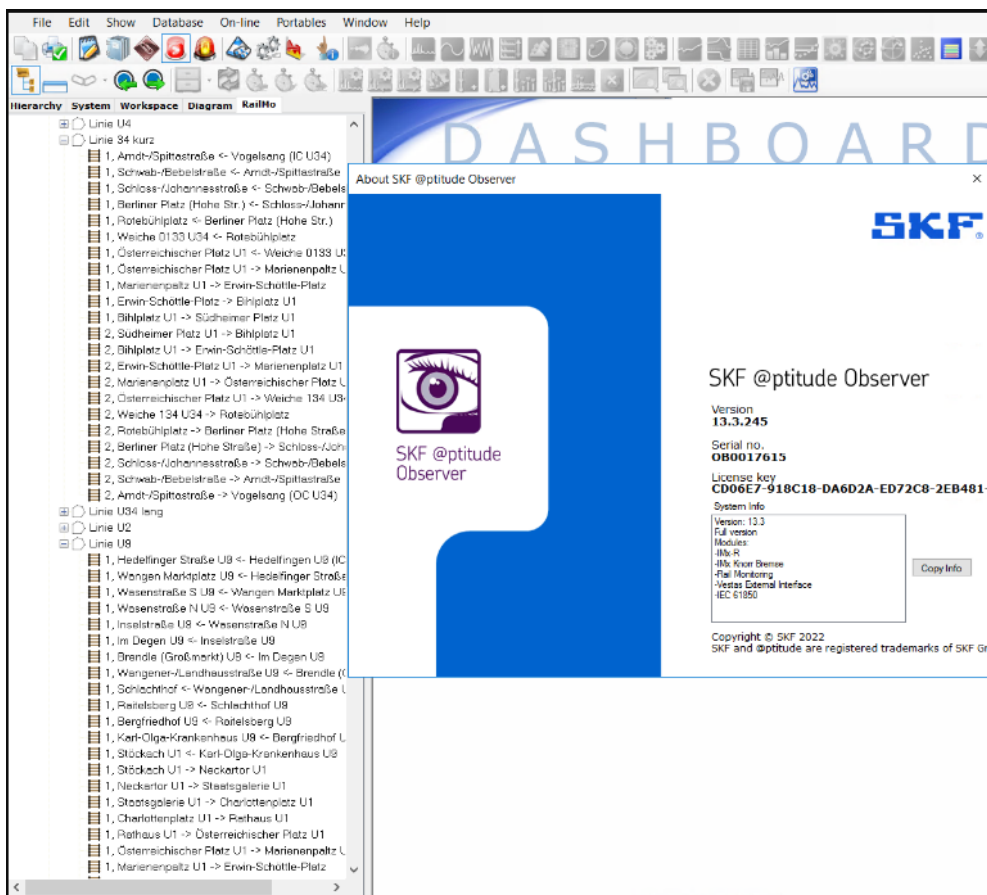 File Edit Show Database On-line Portables Window Help
Hierarchy System Workspace Diagram RailMo
Linie U4
Linie 34 kurz
1, Arndt-/Spittastraße <- Vogelsang (IC U34)
1, Schwab-/Bebelstraße <- Arndt-/Spittastraße
1, Schloss-/Johannesstraße <- Schwab-/Bebels
1, Berliner Platz (Hohe Str.) <- Schloss-/Johann
1, Rotebühlplatz <- Berliner Platz (Hohe Str.)
1, Weiche 0133 U34 <- Rotebühlplatz
1, Österreichischer Platz U1 <- Weiche 0133 U3
1, Österreichischer Platz U1 -> Marienenpaltz U
1, Marienenpaltz U1 -> Erwin-Schöttle-Platz
1, Erwin-Schöttle-Platz -> Bihlplatz U1
1, Bihlplatz U1 -> Südheimer Platz U1
2, Südheimer Platz U1 -> Bihlplatz U1
2, Bihlplatz U1 -> Erwin-Schöttle-Platz U1
2, Erwin-Schöttle-Platz U1 -> Marienenplatz U1
2, Marienenplatz U1 -> Österreichischer Platz U
2, Österreichischer Platz U1 -> Weiche 134 U34
2, Weiche 134 U34 -> Rotebühlplatz
2, Rotebühlplatz -> Berliner Platz (Hohe Straße
2, Berliner Platz (Hohe Straße) -> Schloss-/Joh
2, Schloss-/Johannesstraße -> Schwab-/Bebels
2, Schwab-/Bebelstraße -> Arndt-/Spittastraße
2, Arndt-/Spittastraße -> Vogelsang (OC U34)
Linie U34 lang
Linie U2
Linie U9
1, Hedelfinger Straße U9 <- Hedelfingen U9 (IC
1, Wangen Marktplatz U9 <- Hedelfinger Straße
1, Wasenstraße S U9 <- Wangen Marktplatz U9
1, Wasenstraße N U9 <- Wasenstraße S U9
1, Inselstraße U9 <- Wasenstraße N U9
1, Im Degen U9 <- Inselstraße U9
1, Brendle (Großmarkt) U9 <- Im Degen U9
1, Wangener-/Landhausstraße U9 <- Brendle (G
1, Schlachthof <- Wangener-/Landhausstraße U
1, Raitelsberg U9 <- Schlachthof U9
1, Bergfriedhof U9 <- Raitelsberg U9
1, Karl-Olga-Krankenhaus U9 <- Bergfriedhof U
1, Stöckach U1 <- Karl-Olga-Krankenhaus U9
1, Stöckach U1 -> Neckartor U1
1, Neckartor U1 -> Staatsgalerie U1
1, Staatsgalerie U1 -> Charlottenplatz U1
1, Charlottenplatz U1 -> Rathaus U1
1, Rathaus U1 -> Österreichischer Platz U1
1, Österreichischer Platz U1 -> Marienenpaltz U
1, Marienenpaltz U1 -> Erwin-Schöttle-Platz
DASHBOARD
About SKF @ptitude Observer
SKF®
SKF @ptitude
Observer
SKF @ptitude Observer
Version
13.3.245
Serial no.
OB0017615
License key
CD06E7-918C18-DA6D2A-ED72C8-2EB481-
System Info
Version: 13.3
Full version
Modules:
-IMx-R
-IMx Knorr Bremse
-Rail Monitoring
-Vestas External Interface
-IEC 61850
Copy Info
Copyright © SKF 2022
SKF and @ptitude are registered trademarks of SKF Gr